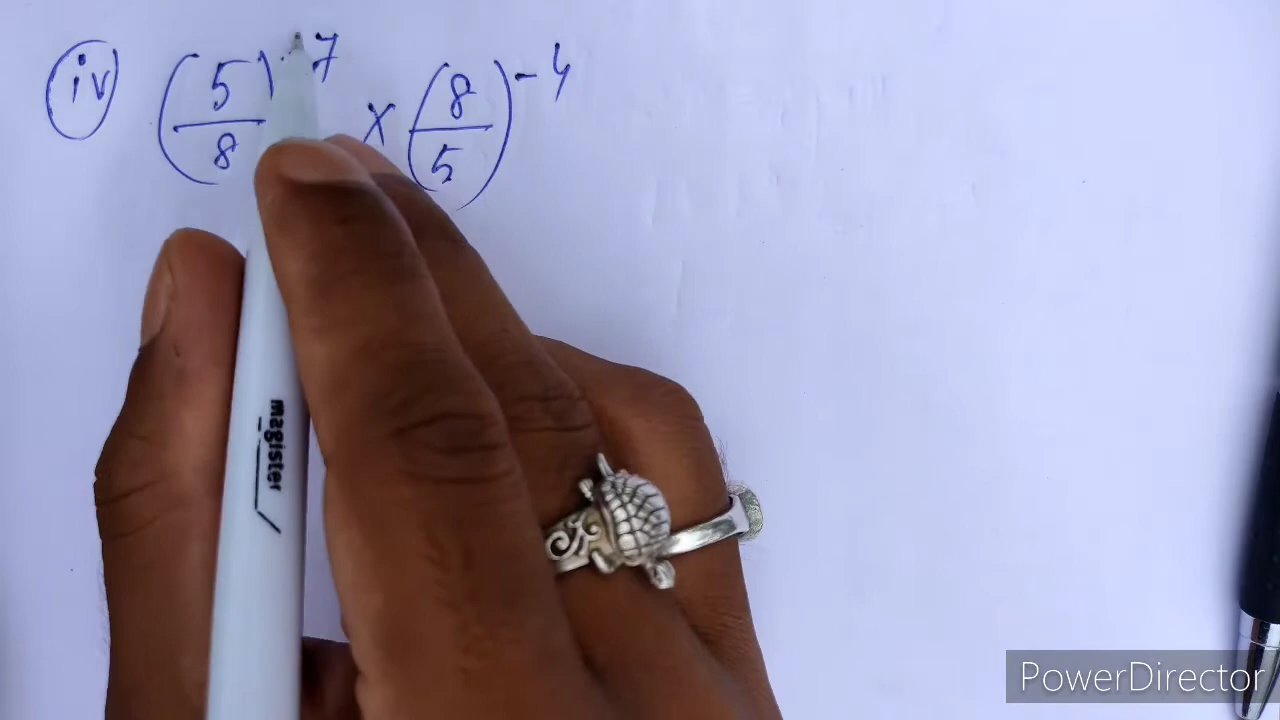 iv (5/8)^-7 × (8/5)^-4
magister
PowerDirector